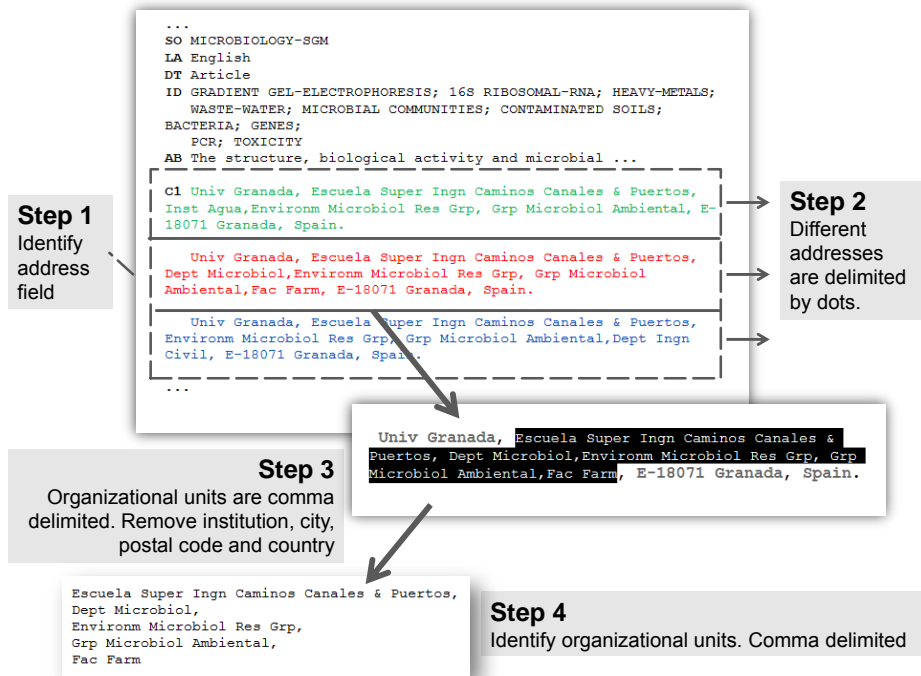 ...
SO MICROBIOLOGY-SGM
LA English
DT Article
ID GRADIENT GEL-ELECTROPHORESIS; 16S RIBOSOMAL-RNA; HEAVY-METALS;
WASTE-WATER; MICROBIAL COMMUNITIES; CONTAMINATED SOILS;
BACTERIA; GENES;
PCR; TOXICITY
AB The structure, biological activity and microbial ...
C1 Univ Granada, Escuela Super Ingn Caminos Canales & Puertos,
Inst Agua,Environm Microbiol Res Grp, Grp Microbiol Ambiental, E-
18071 Granada, Spain.
Univ Granada, Escuela Super Ingn Caminos Canales & Puertos,
Dept Microbiol,Environm Microbiol Res Grp, Grp Microbiol
Ambiental,Fac Farm, E-18071 Granada, Spain.
Univ Granada, Escuela Super Ingn Caminos Canales & Puertos,
Environm Microbiol Res Grp, Grp Microbiol Ambiental,Dept Ingn
Civil, E-18071 Granada, Spain.
...
Step 1
Identify
address
field
Step 2
Different
addresses
are delimited
by dots.
Univ Granada, Escuela Super Ingn Caminos Canales &
Puertos, Dept Microbiol,Environm Microbiol Res Grp, Grp
Microbiol Ambiental,Fac Farm, E-18071 Granada, Spain.
Step 3
Organizational units are comma
delimited. Remove institution, city,
postal code and country
Escuela Super Ingn Caminos Canales & Puertos,
Dept Microbiol,
Environm Microbiol Res Grp,
Grp Microbiol Ambiental,
Fac Farm
Step 4
Identify organizational units. Comma delimited